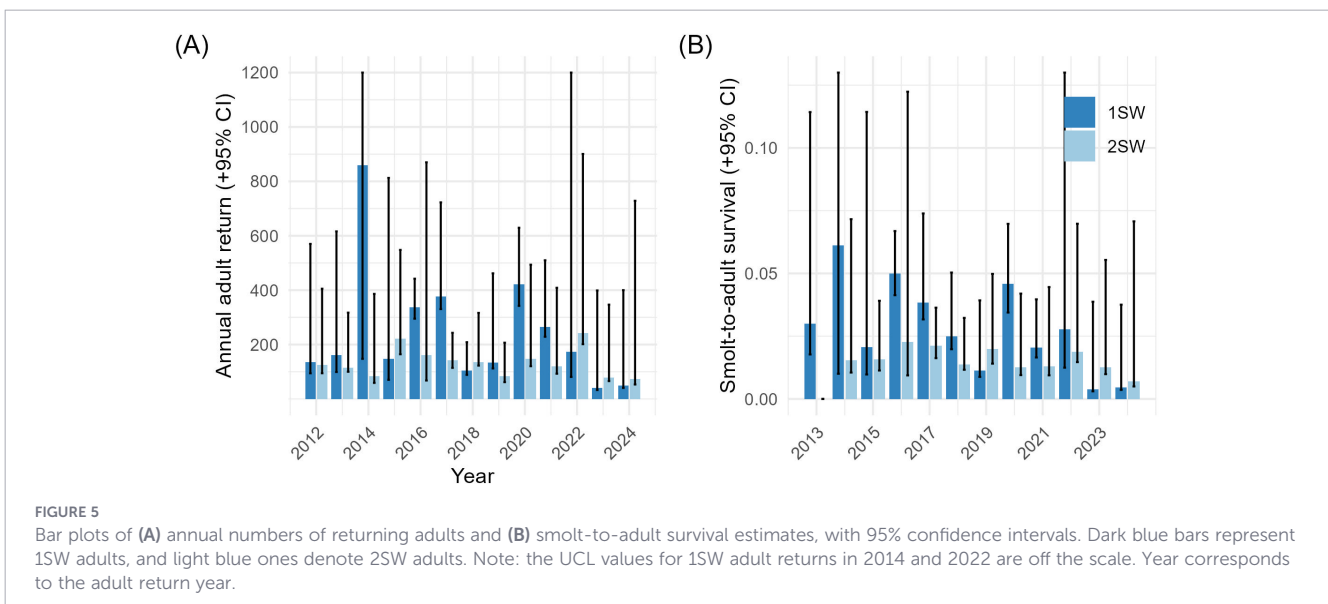 (A)
(B)
Annual adult return (+95% CI)
1200
1000
800
600
400
200
2012
2014
2016
2018
2020
2022
2024
Year
Smolt-to-adult survival (+95% CI)
0.10
0.05
0.00
2013
2015
2017
2019
2021
2023
1SW
2SW
FIGURE 5
Bar plots of (A) annual numbers of returning adults and (B) smolt-to-adult survival estimates, with 95% confidence intervals. Dark blue bars represent
1SW adults, and light blue ones denote 2SW adults. Note: the UCL values for 1SW adult returns in 2014 and 2022 are off the scale. Year corresponds
to the adult return year.